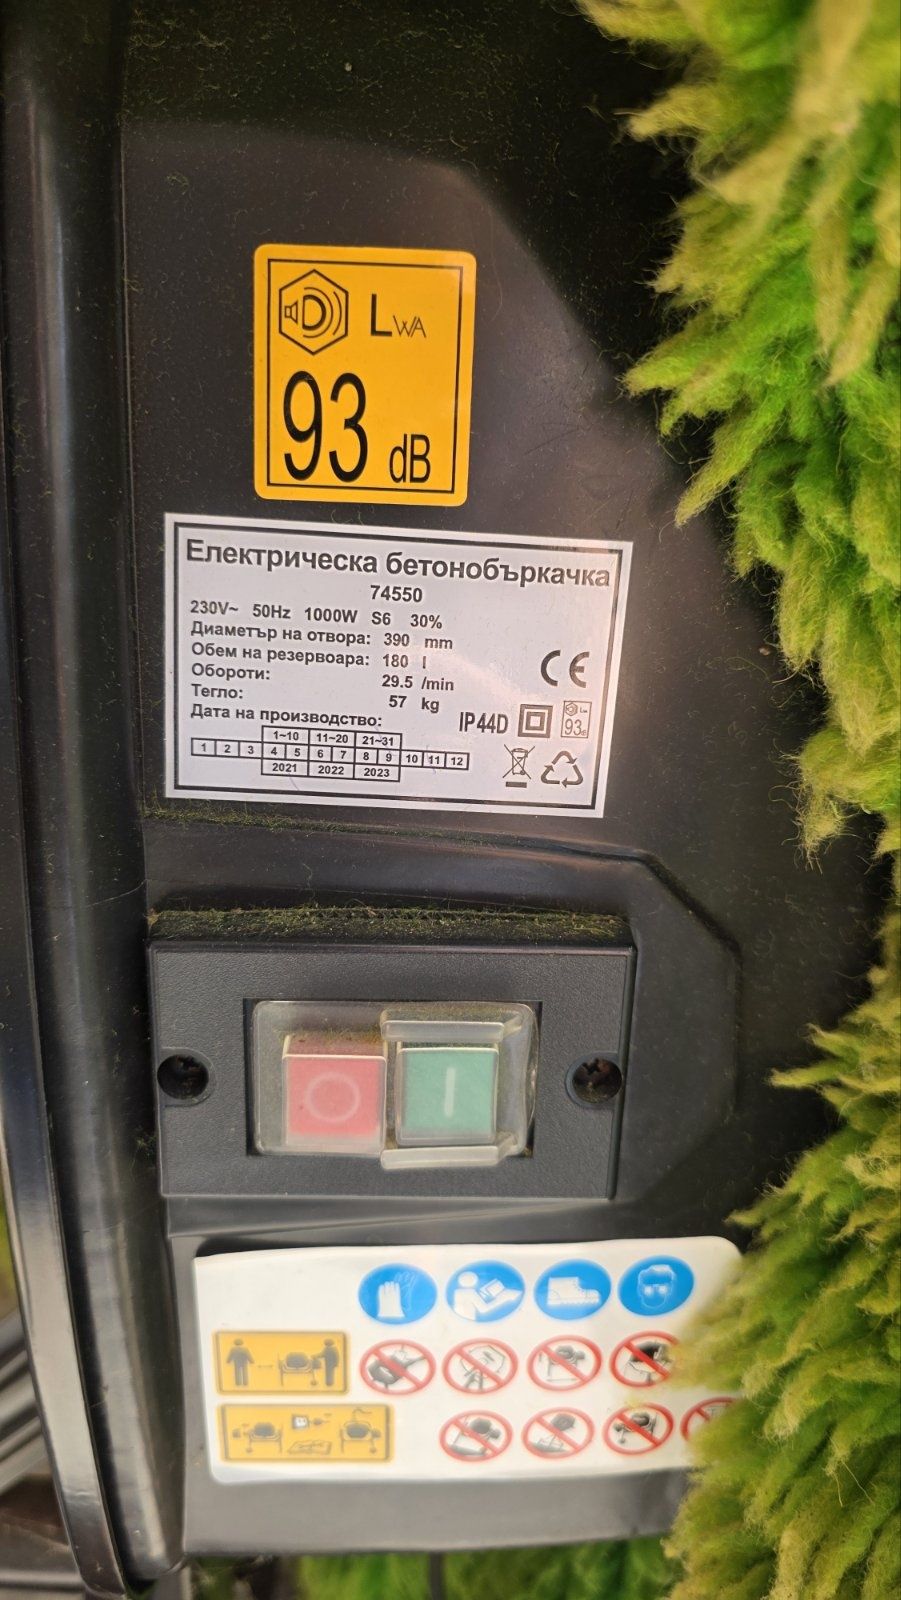 D LWA
93 dB
Електрическа бетонобъркачка
74550
230V~ 50Hz 1000W S6 30%
Диаметър на отвора: 390 mm
Обем на резервоара: 180 l
Обороти: 29.5 /min
Тегло: 57 kg
Дата на производство:
1~10 11~20 21~31
1 2 3 4 5 6 7 8 9 10 11 12
2021 2022 2023
CE
IP44D
93